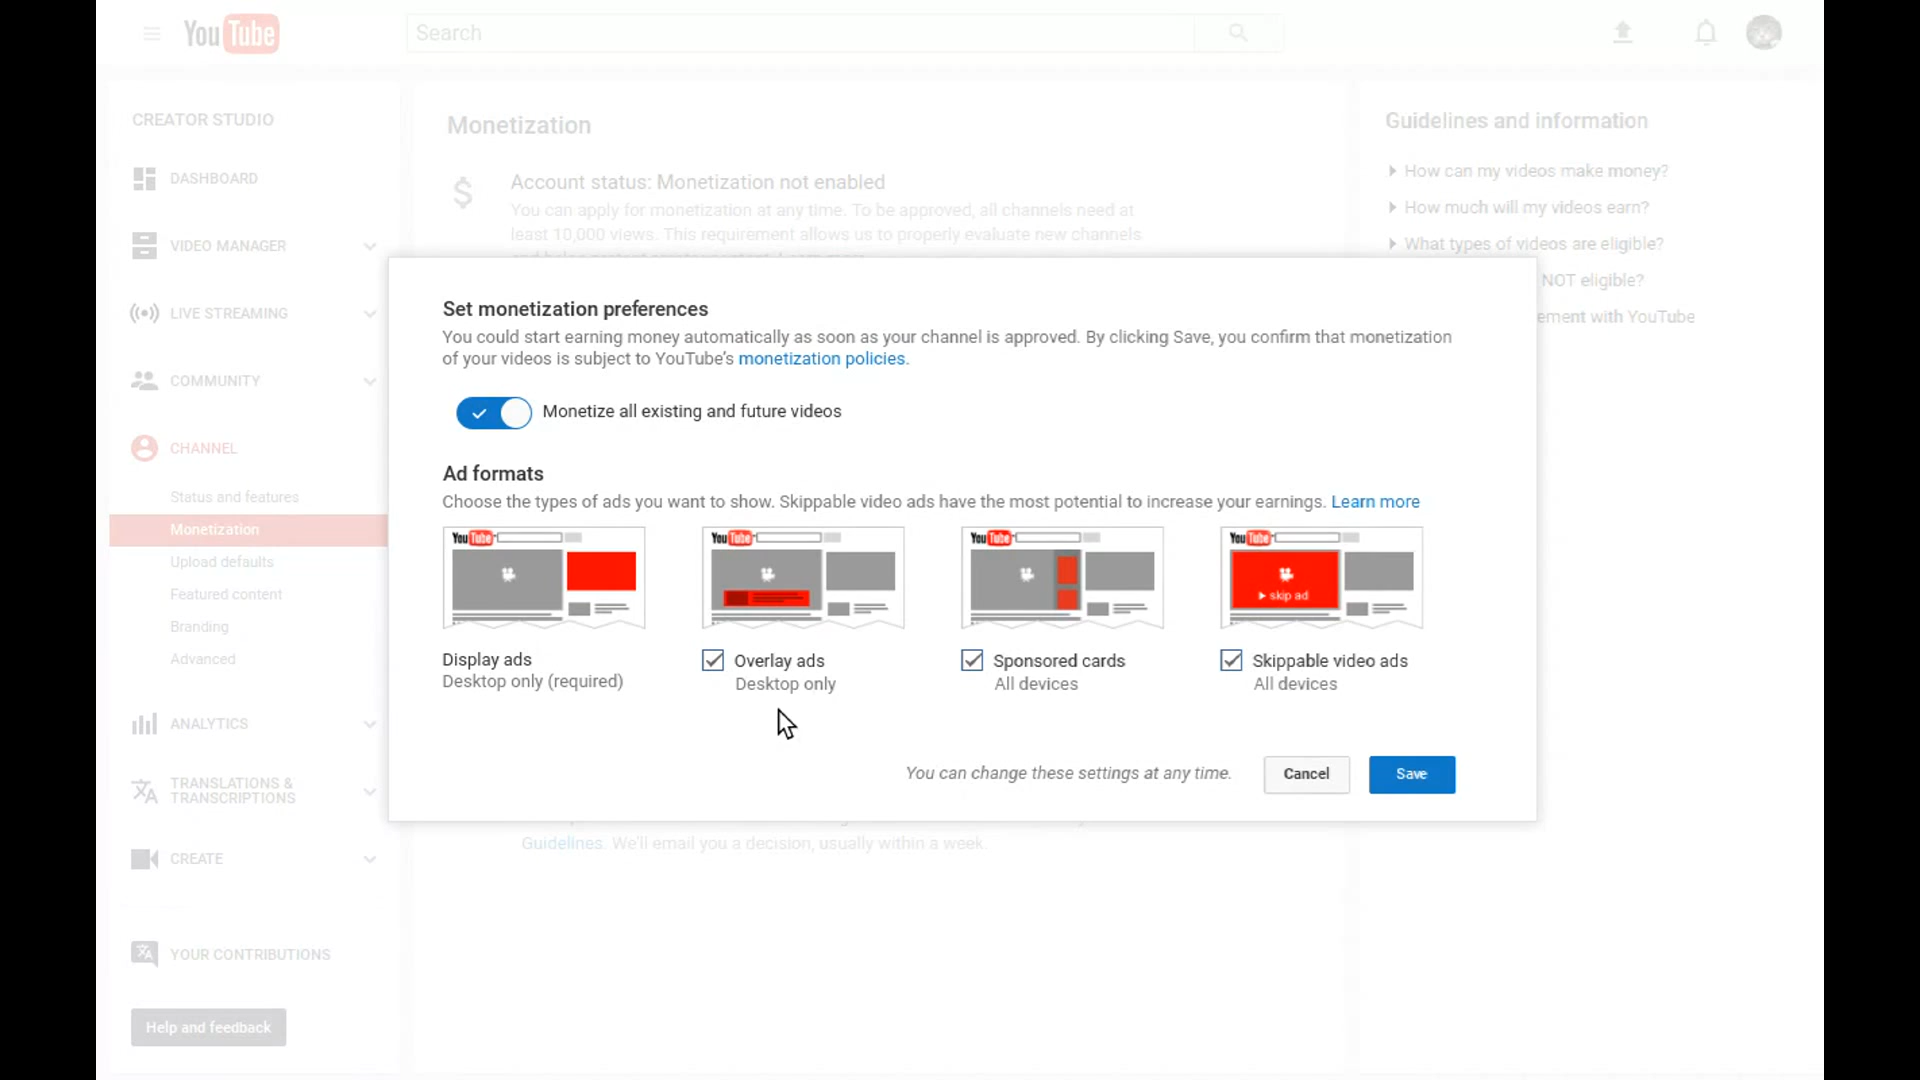 YouTube
Search
CREATOR STUDIO
DASHBOARD
VIDEO MANAGER
LIVE STREAMING
COMMUNITY
CHANNEL
Status and features
Monetization
Upload defaults
Featured content
Branding
Advanced
ANALYTICS
TRANSLATIONS &
TRANSCRIPTIONS
CREATE
YOUR CONTRIBUTIONS
Help and feedback
Monetization
Account status: Monetization not enabled
You can apply for monetization at any time. To be approved, all channels need at
least 10,000 views. This requirement allows us to properly evaluate new channels
Set monetization preferences
You could start earning money automatically as soon as your channel is approved. By clicking Save, you confirm that monetization
of your videos is subject to YouTube's monetization policies.
Monetize all existing and future videos
Ad formats
Choose the types of ads you want to show. Skippable video ads have the most potential to increase your earnings. Learn more
YouTube
YouTube
YouTube
YouTube
skip ad
Display ads
Desktop only (required)
Overlay ads
Desktop only
Sponsored cards
All devices
Skippable video ads
All devices
You can change these settings at any time.
Cancel
Save
Guidelines. We'll email you a decision, usually within a week.
Guidelines and information
How can my videos make money?
How much will my videos earn?
What types of videos are eligible?
NOT eligible?
ement with YouTube